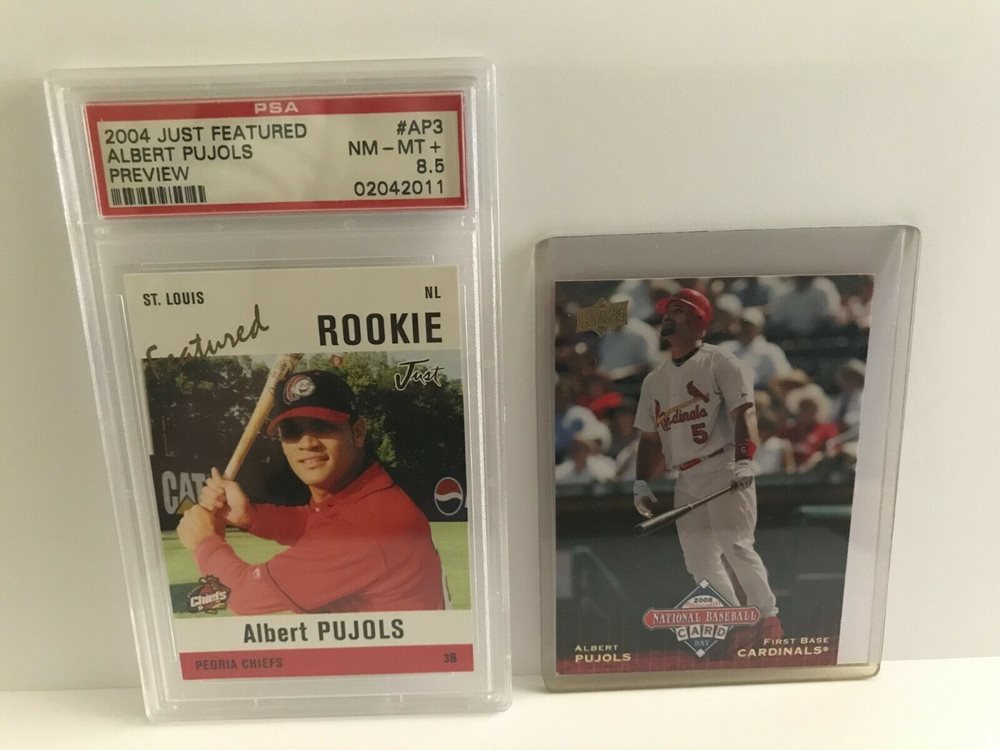 PSA
2004 JUST FEATURED #AP3
ALBERT PUJOLS NM - MT +
PREVIEW 8.5
02042011
ST. LOUIS NL
Featured
ROOKIE
Just
CAT
Chiefs
Albert PUJOLS
PEORIA CHIEFS 3B
Cardinals
5
2008
NATIONAL BASEBALL
CARD
DAY
ALBERT
PUJOLS
FIRST BASE
CARDINALS®